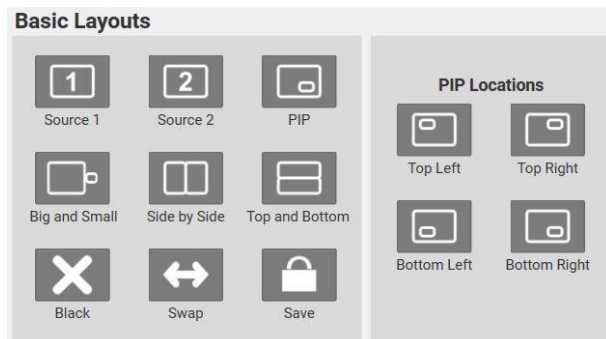 Basic Layouts
1
2
Source 1
Source 2
PIP
Big and Small
Side by Side
Top and Bottom
Black
Swap
Save
PIP Locations
Top Left
Top Right
Bottom Left
Bottom Right